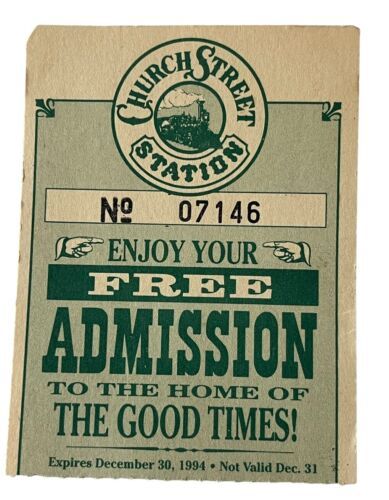 CHURCH STREET
STATION
Nº 07146
ENJOY YOUR
FREE
ADMISSION
TO THE HOME OF
THE GOOD TIMES!
Expires December 30, 1994 • Not Valid Dec. 31